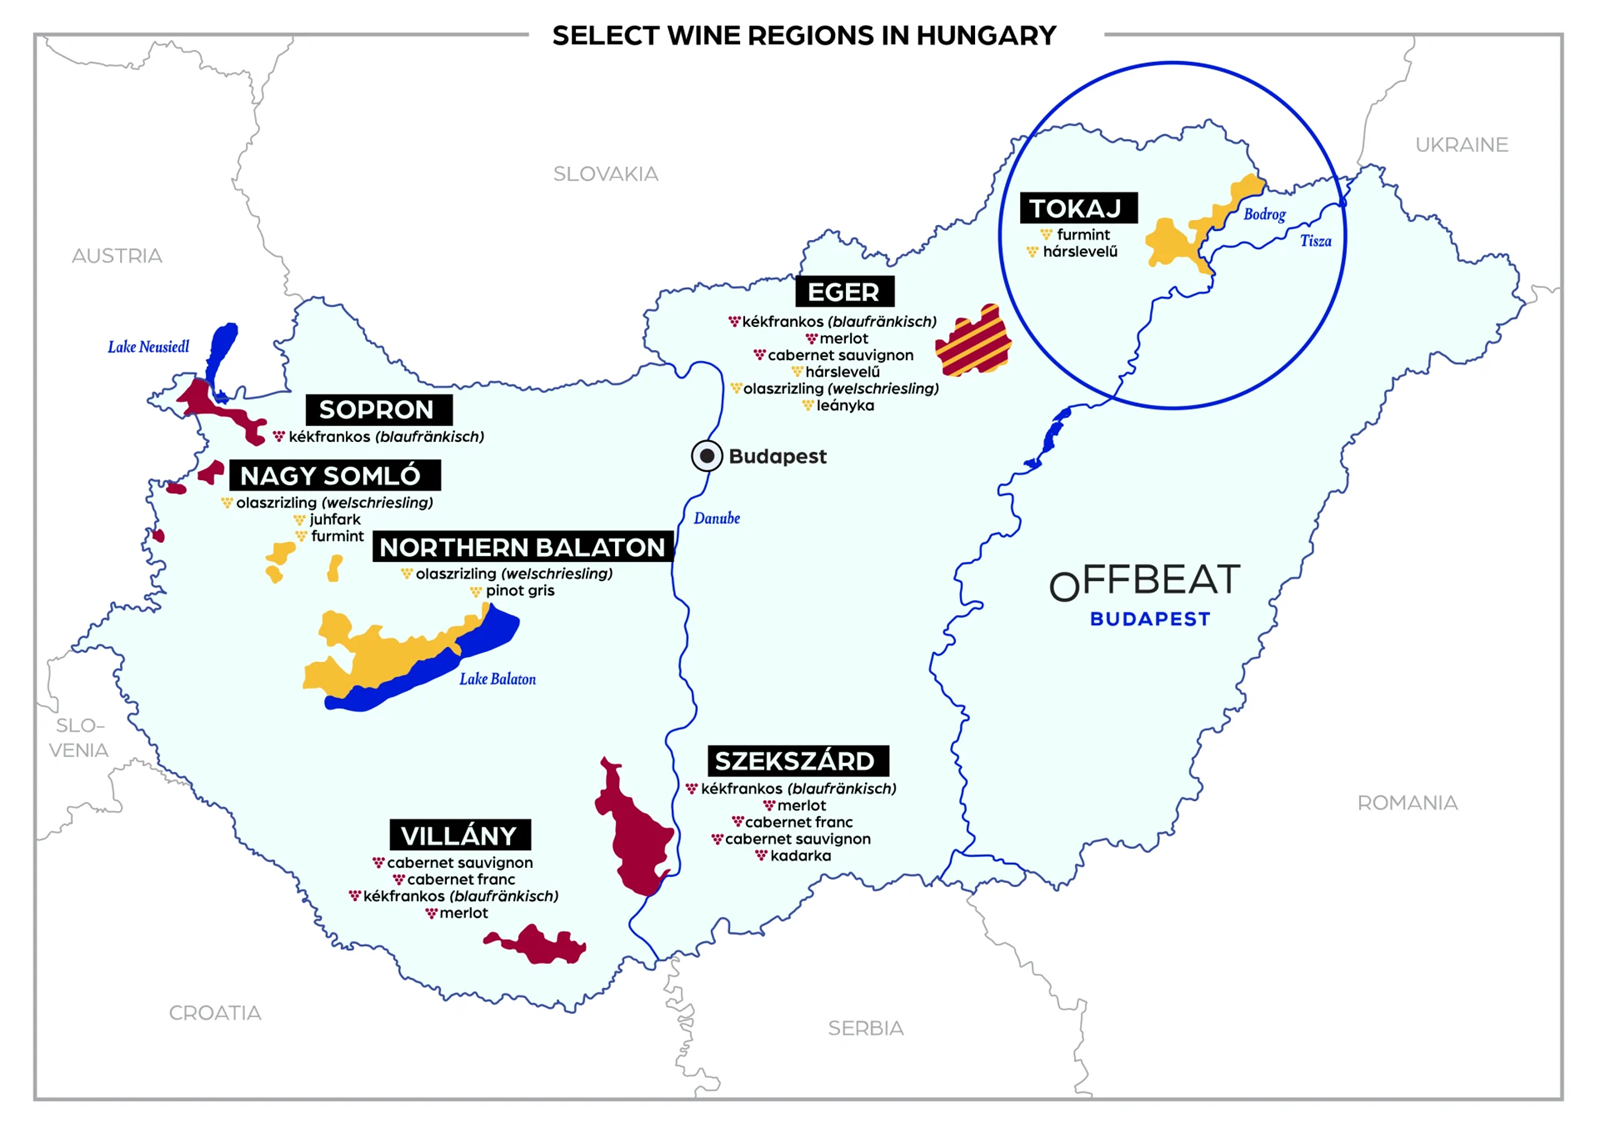 SELECT WINE REGIONS IN HUNGARY
UKRAINE
SLOVAKIA
AUSTRIA
TOKAJ
furmint
hárslevelű
Bodrog
Tisza
EGER
kékfrankos (blaufränkisch)
merlot
cabernet sauvignon
hárslevelű
olaszrizling (welschriesling)
leányka
Lake Neusiedl
SOPRON
kékfrankos (blaufränkisch)
Budapest
NAGY SOMLÓ
olaszrizling (welschriesling)
juhfark
furmint
Danube
NORTHERN BALATON
olaszrizling (welschriesling)
pinot gris
OFFBEAT
BUDAPEST
Lake Balaton
SLO-
VENIA
SZEKSZÁRD
kékfrankos (blaufränkisch)
merlot
cabernet franc
cabernet sauvignon
kadarka
ROMANIA
VILLÁNY
cabernet sauvignon
cabernet franc
kékfrankos (blaufränkisch)
merlot
CROATIA
SERBIA